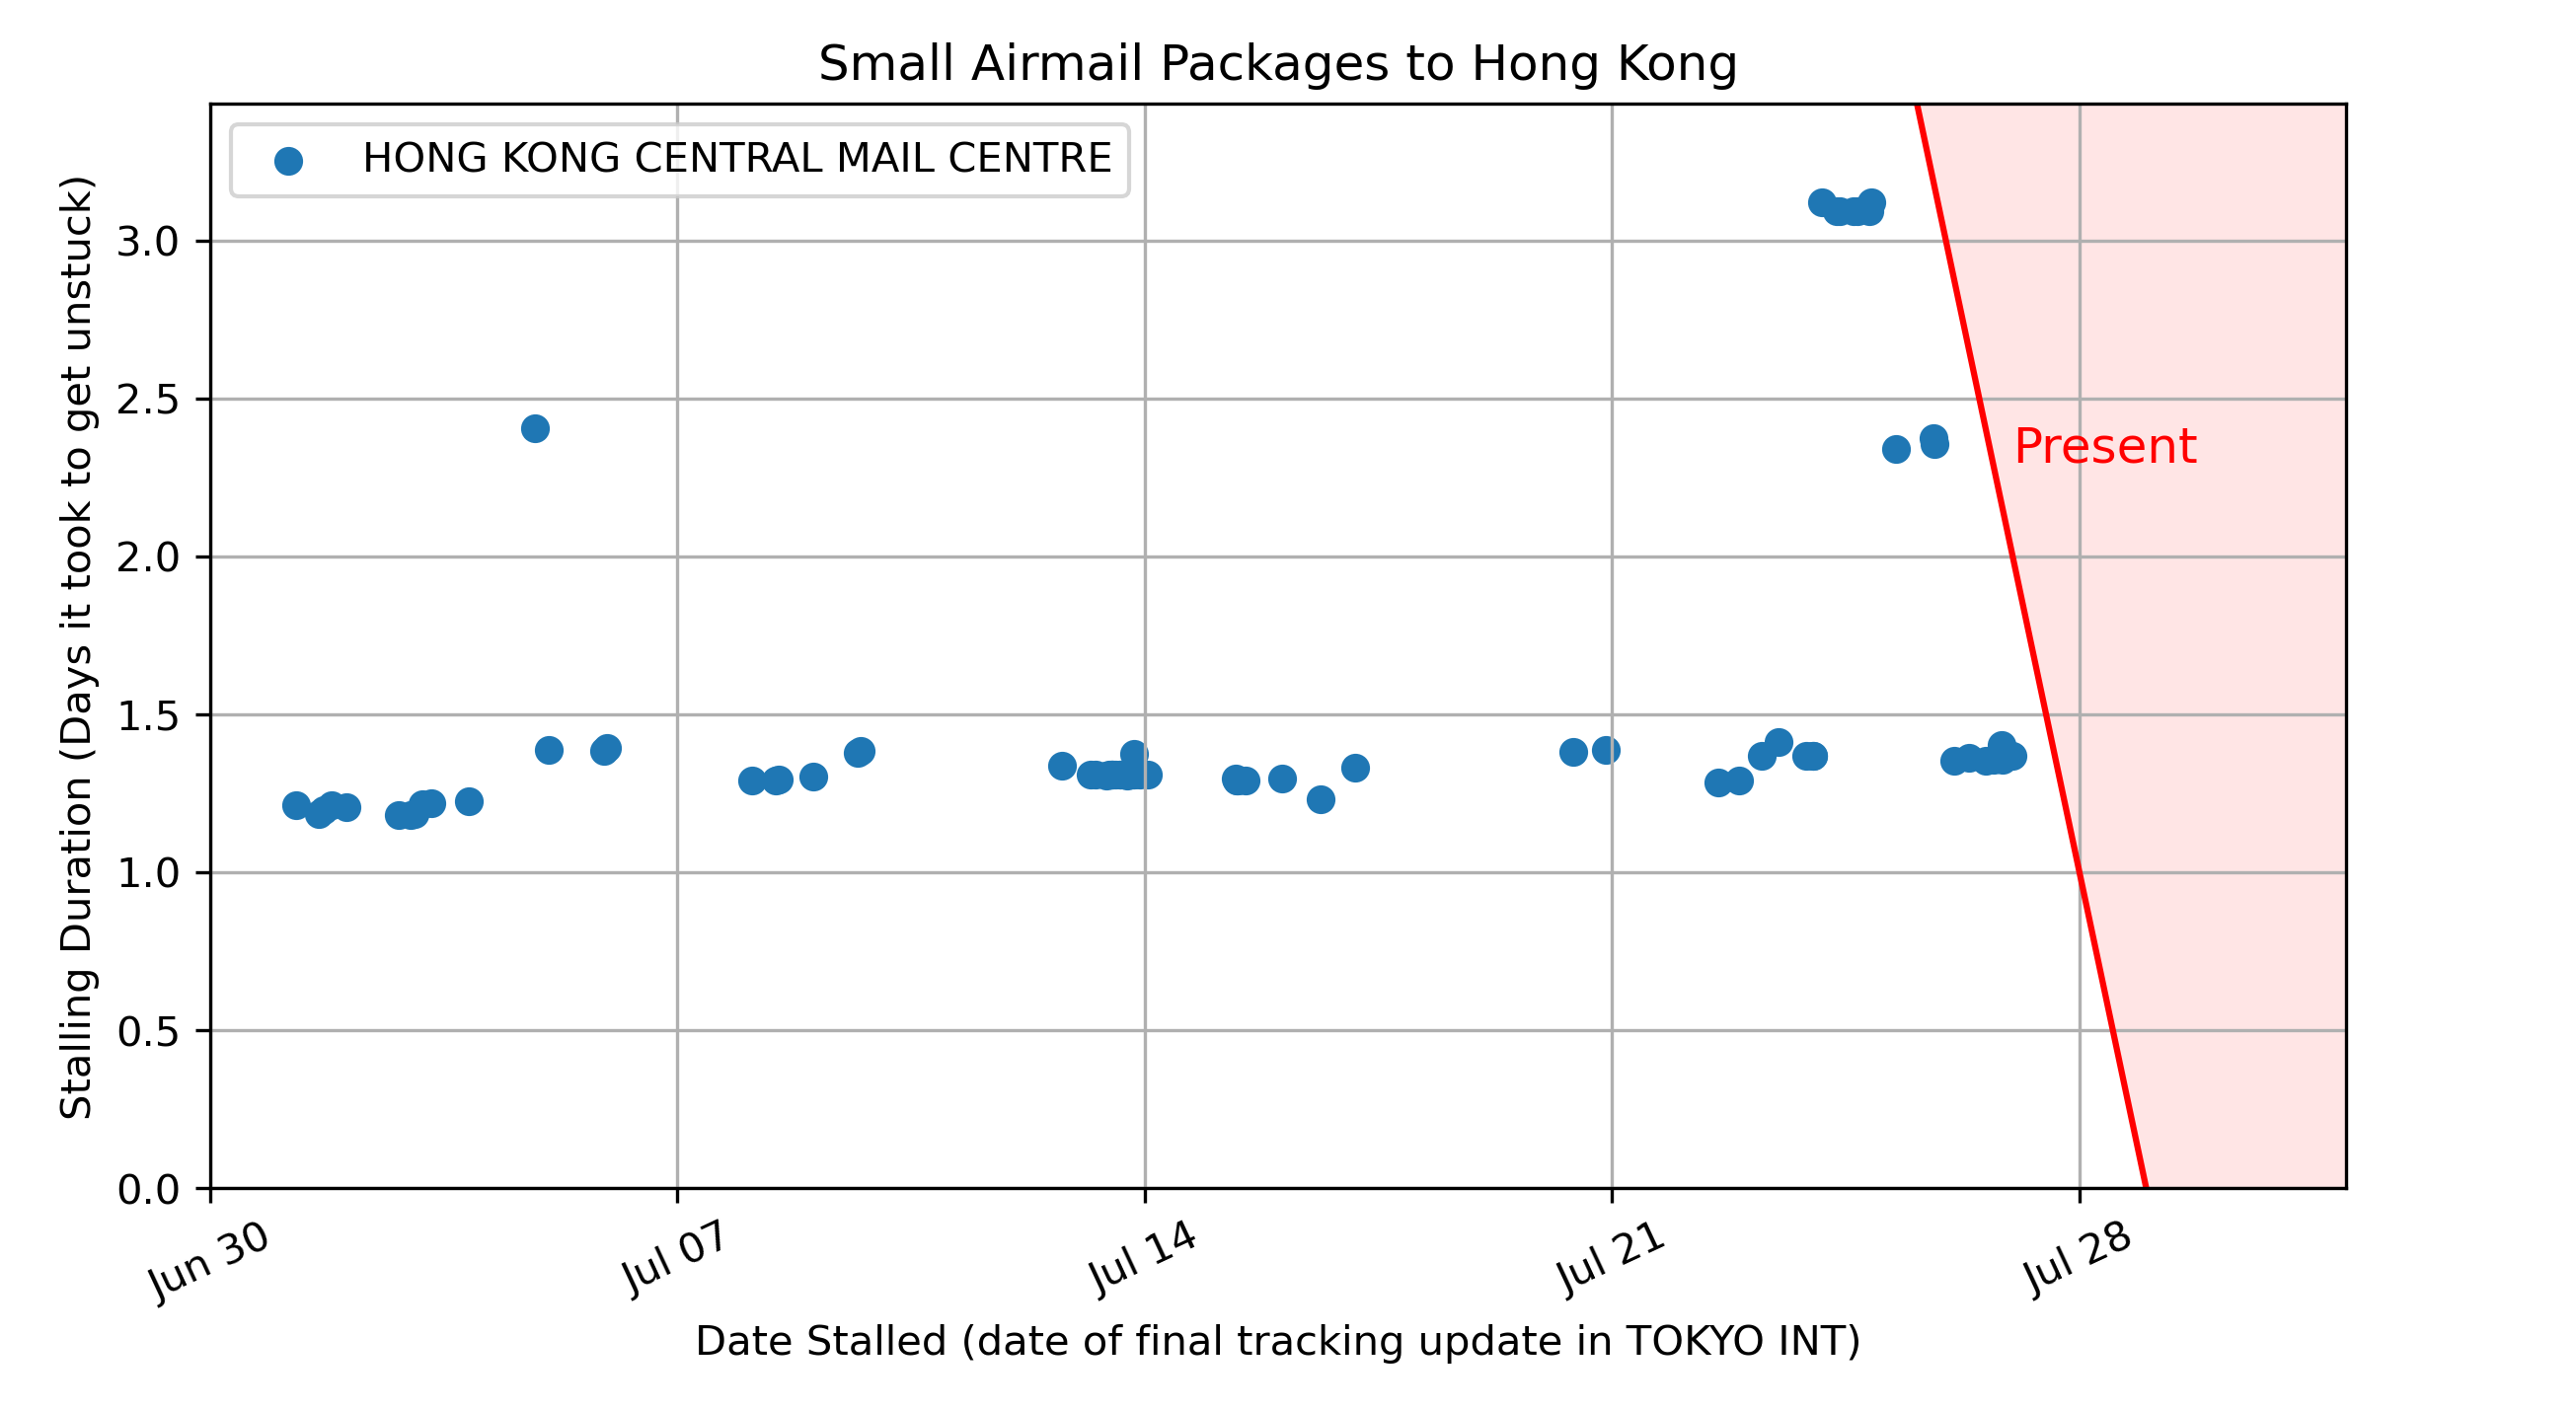 Small Airmail Packages to Hong Kong
HONG KONG CENTRAL MAIL CENTRE
Stalling Duration (Days it took to get unstuck)
3.0
2.5
2.0
1.5
1.0
0.5
0.0
Present
Jun 30
Jul 07
Jul 14
Jul 21
Jul 28
Date Stalled (date of final tracking update in TOKYO INT)